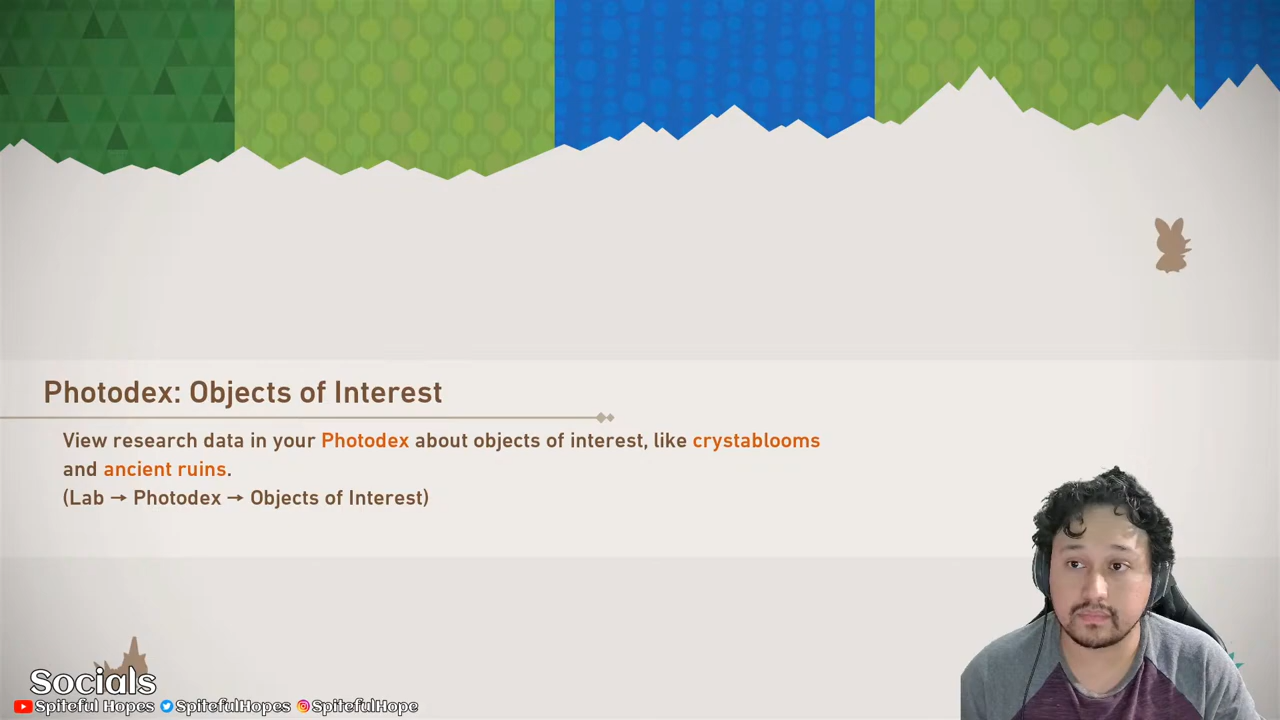 Photodex: Objects of Interest
View research data in your Photodex about objects of interest, like crystablooms
and ancient ruins.
(Lab → Photodex → Objects of Interest)
Socials
Spiteful Hopes SpitefulHopes SpitefulHope